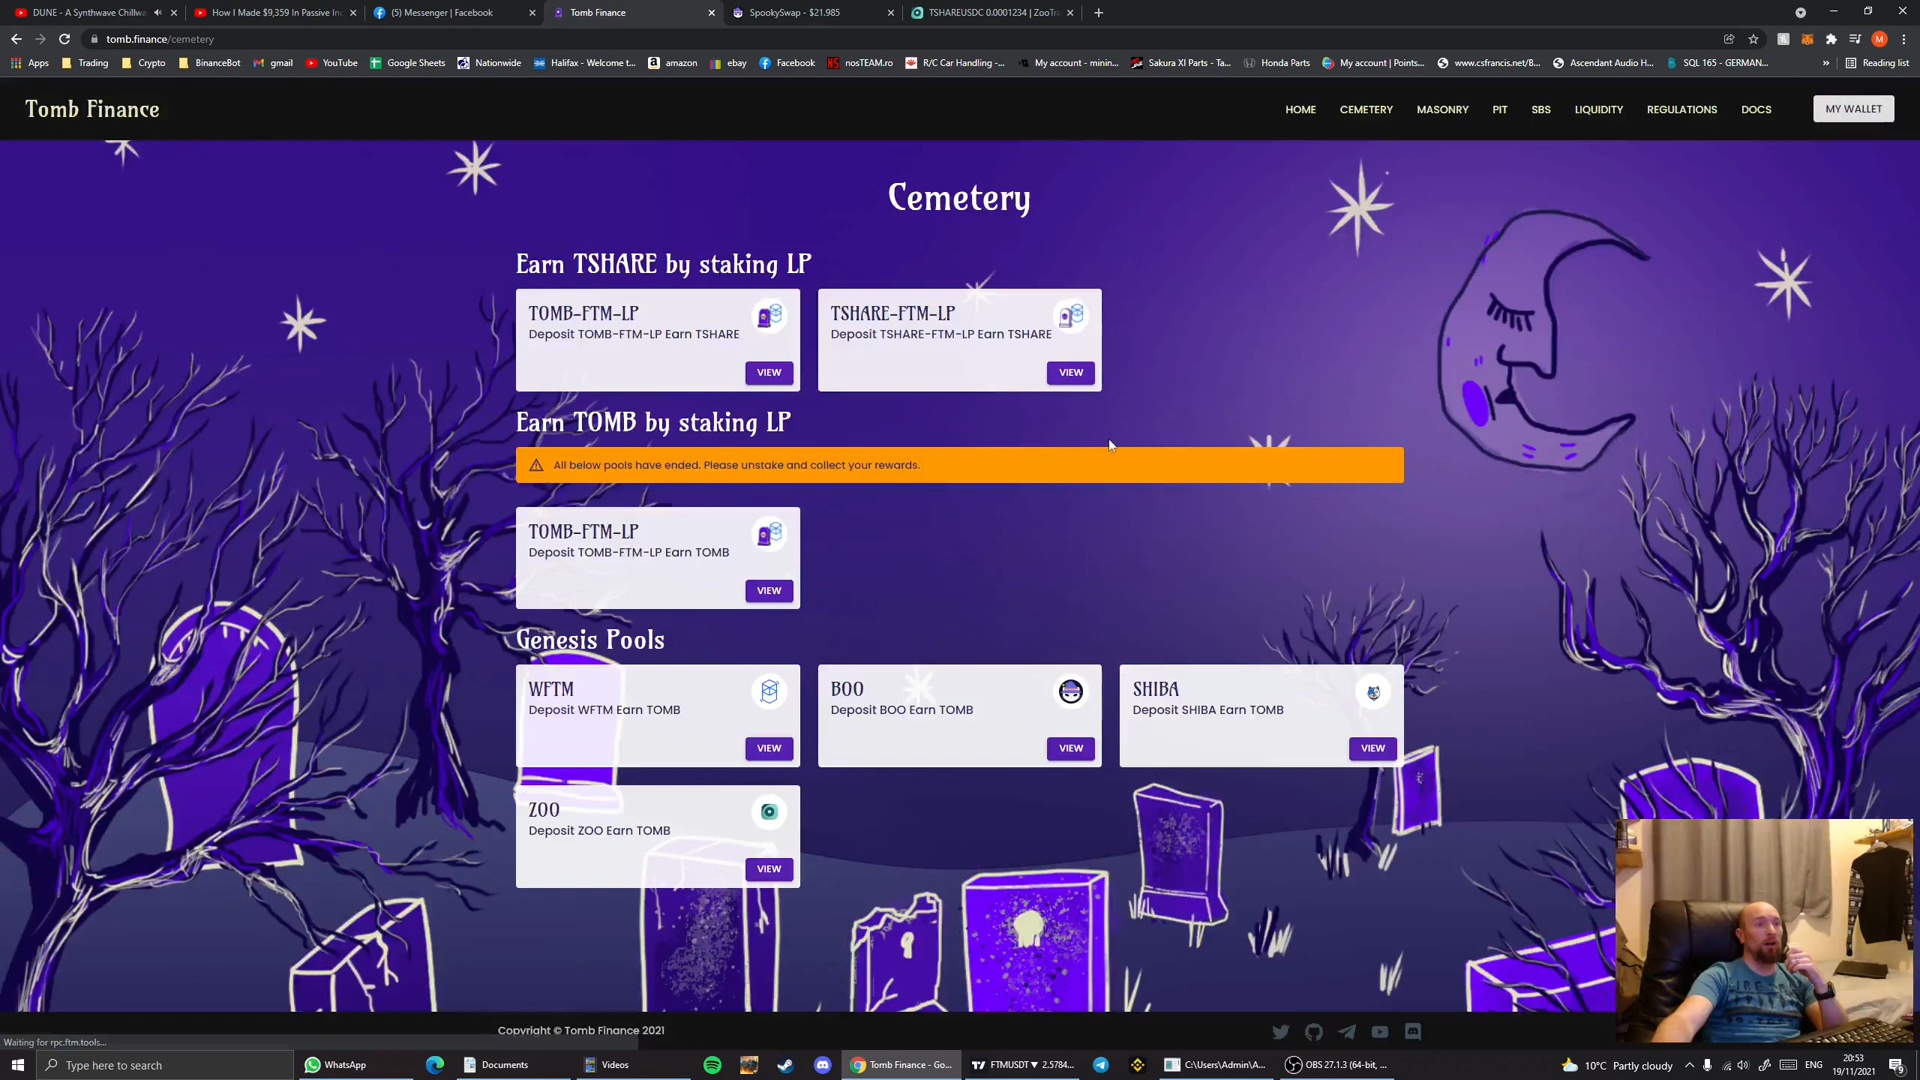 DUNE - A Synthwave Chillwa
How I Made $9,359 In Passive Inc
(5) Messenger | Facebook
Tomb Finance
SpookySwap - $21.985
TSHAREUSDC 0.0001234 | ZooTra
tomb.finance/cemetery
Apps
Trading
Crypto
BinanceBot
gmail
YouTube
Google Sheets
Nationwide
Halifax - Welcome t...
amazon
ebay
Facebook
nosTEAM.ro
R/C Car Handling -...
My account - minin...
Sakura XI Parts - Ta...
Honda Parts
My account | Points...
www.csfrancis.net/B...
Ascendant Audio H...
SQL 165 - GERMAN...
»
Reading list
Tomb Finance
HOME
CEMETERY
MASONRY
PIT
SBS
LIQUIDITY
REGULATIONS
DOCS
MY WALLET
Cemetery
Earn TSHARE by staking LP
TOMB-FTM-LP
Deposit TOMB-FTM-LP Earn TSHARE
VIEW
TSHARE-FTM-LP
Deposit TSHARE-FTM-LP Earn TSHARE
VIEW
Earn TOMB by staking LP
All below pools have ended. Please unstake and collect your rewards.
TOMB-FTM-LP
Deposit TOMB-FTM-LP Earn TOMB
VIEW
Genesis Pools
WFTM
Deposit WFTM Earn TOMB
VIEW
BOO
Deposit BOO Earn TOMB
VIEW
SHIBA
Deposit SHIBA Earn TOMB
VIEW
ZOO
Deposit ZOO Earn TOMB
VIEW
Copyright © Tomb Finance 2021
Waiting for rpc.ftm.tools...
Type here to search
WhatsApp
Documents
Videos
Tomb Finance - Go...
FTMUSDT ▼ 2.5784...
C:\Users\Admin\A...
OBS 27.1.3 (64-bit, ...
10°C Partly cloudy
ENG
20:53
19/11/2021